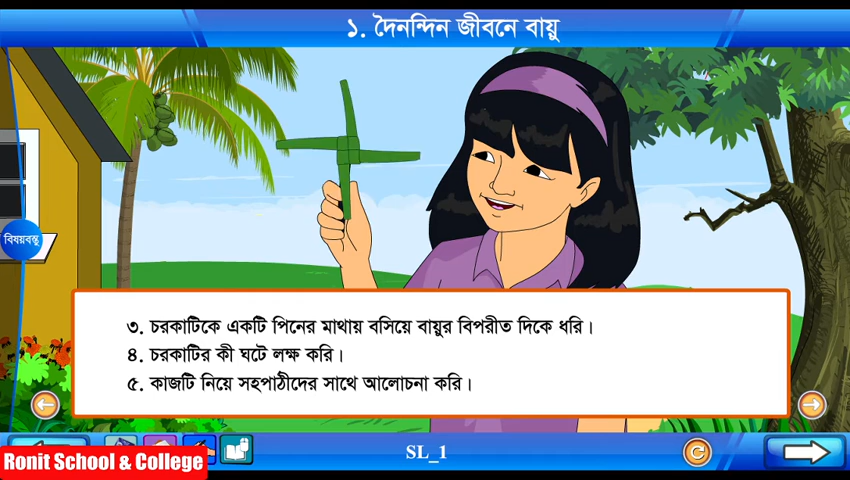 ১. দৈনন্দিন জীবনে বায়ু
বিষয়বস্তু
৩. চরকাটিকে একটি পিনের মাথায় বসিয়ে বায়ুর বিপরীত দিকে ধরি।
৪. চরকাটির কী ঘটে লক্ষ করি।
৫. কাজটি নিয়ে সহপাঠীদের সাথে আলোচনা করি।
SL_1
Ronit School & College